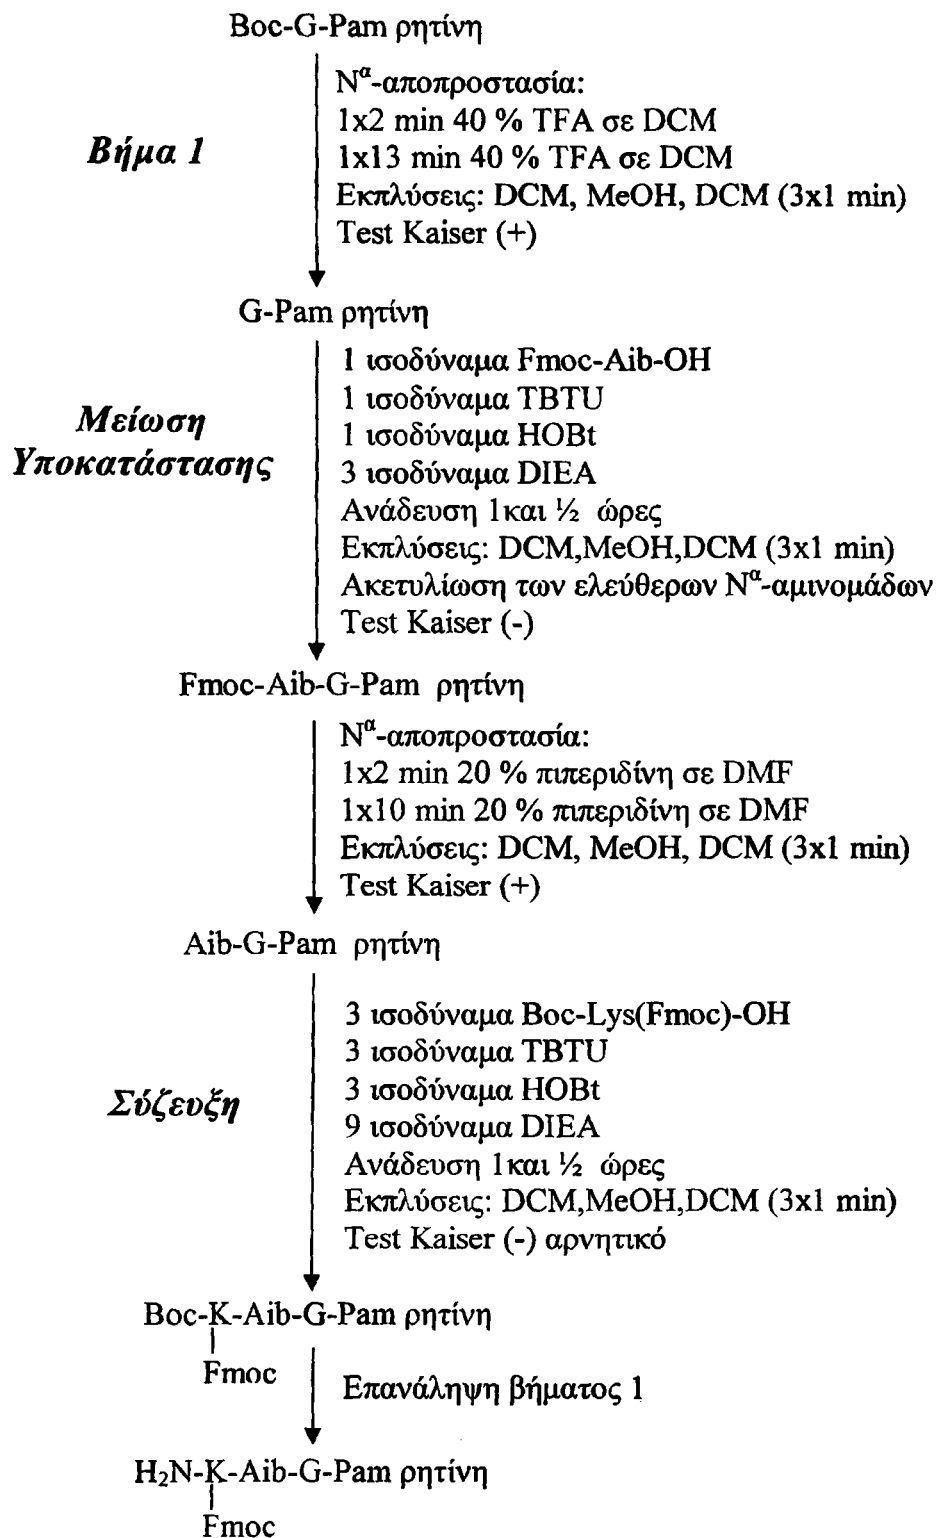 Boc-G-Pam ρητίνη
Nᵅ-αποπροστασία:
1x2 min 40 % TFA σε DCM
1x13 min 40 % TFA σε DCM
Εκπλύσεις: DCM, MeOH, DCM (3x1 min)
Test Kaiser (+)
Βήμα 1
G-Pam ρητίνη
1 ισοδύναμα Fmoc-Aib-OH
1 ισοδύναμα TBTU
1 ισοδύναμα HOBt
3 ισοδύναμα DIEA
Ανάδευση 1και ½ ώρες
Εκπλύσεις: DCM,MeOH,DCM (3x1 min)
Ακετυλίωση των ελεύθερων Nᵅ-αμινομάδων
Test Kaiser (-)
Μείωση
Υποκατάστασης
Fmoc-Aib-G-Pam ρητίνη
Nᵅ-αποπροστασία:
1x2 min 20 % πιπεριδίνη σε DMF
1x10 min 20 % πιπεριδίνη σε DMF
Εκπλύσεις: DCM, MeOH, DCM (3x1 min)
Test Kaiser (+)
Aib-G-Pam ρητίνη
3 ισοδύναμα Boc-Lys(Fmoc)-OH
3 ισοδύναμα TBTU
3 ισοδύναμα HOBt
9 ισοδύναμα DIEA
Ανάδευση 1και ½ ώρες
Εκπλύσεις: DCM,MeOH,DCM (3x1 min)
Test Kaiser (-) αρνητικό
Σύζευξη
Boc-K-Aib-G-Pam ρητίνη
Fmoc
Επανάληψη βήματος 1
H₂N-K-Aib-G-Pam ρητίνη
Fmoc